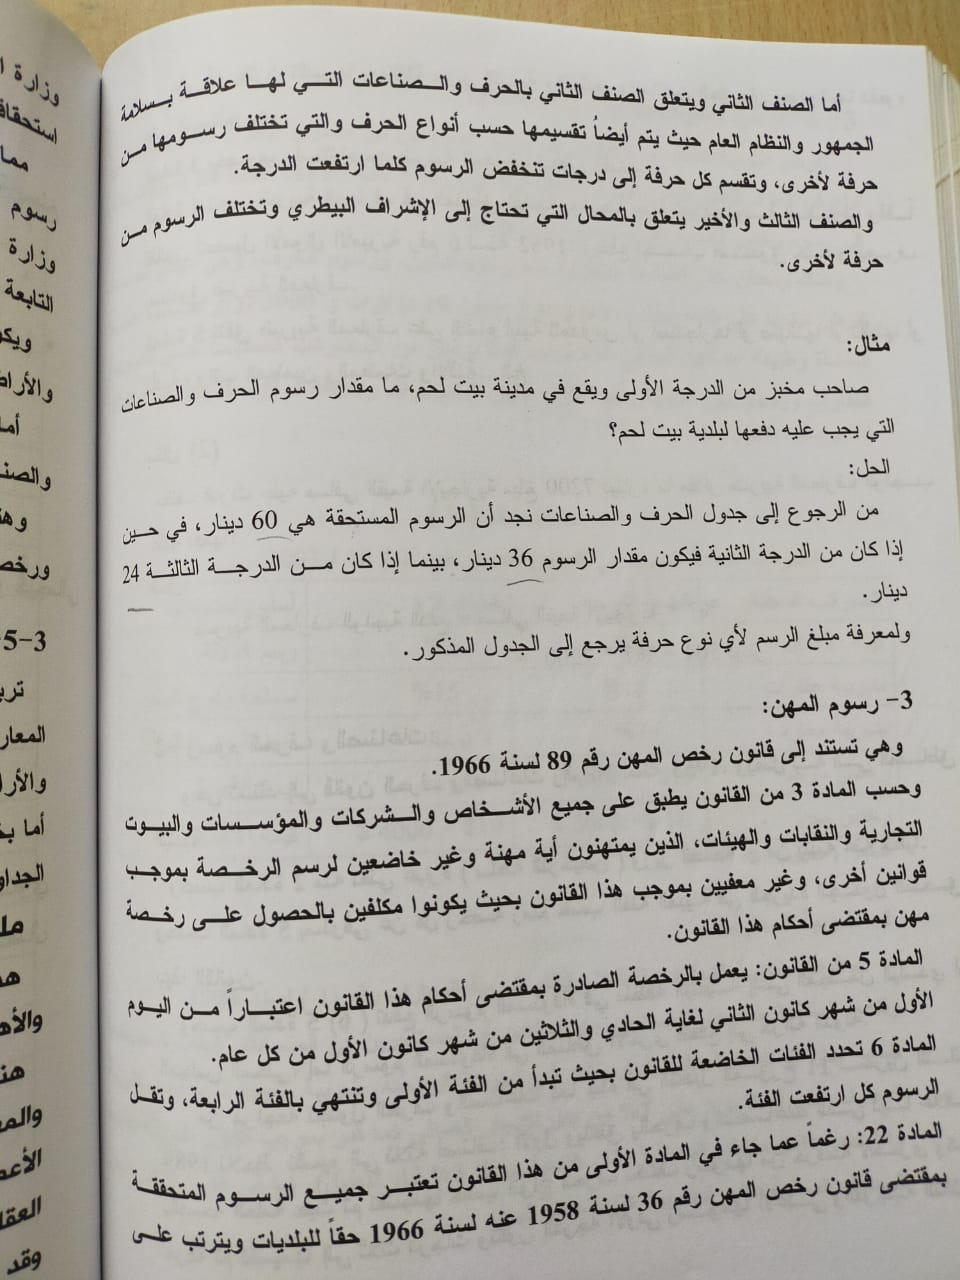 أما الصنف الثاني ويتعلق الصنف الثاني بالحرف والصناعات التي لها علاقة بسلامة
الجمهور والنظام العام حيث يتم أيضاً تقسيمها حسب أنواع الحرف والتي تختلف رسومها من
حرفة لأخرى، وتقسم كل حرفة إلى درجات تنخفض الرسوم كلما ارتفعت الدرجة.
والصنف الثالث والأخير يتعلق بالمحال التي تحتاج إلى الإشراف البيطري وتختلف الرسوم من
حرفة لأخرى.
مثال:
صاحب مخبز من الدرجة الأولى ويقع في مدينة بيت لحم، ما مقدار رسوم الحرف والصناعات
التي يجب عليه دفعها لبلدية بيت لحم؟
الحل:
من الرجوع إلى جدول الحرف والصناعات نجد أن الرسوم المستحقة هي 60 دينار، في حين
إذا كان من الدرجة الثانية فيكون مقدار الرسوم 36 دينار، بينما إذا كان من الدرجة الثالثة 24
دينار.
ولمعرفة مبلغ الرسم لأي نوع حرفة يرجع إلى الجدول المذكور.
3- رسوم المهن:
وهي تستند إلى قانون رخص المهن رقم 89 لسنة 1966.
وحسب المادة 3 من القانون يطبق على جميع الأشخاص والشركات والمؤسسات والبيوت
التجارية والنقابات والهيئات، الذين يمتهنون أية مهنة وغير خاضعين لرسم الرخصة بموجب
قوانين أخرى، وغير معفيين بموجب هذا القانون بحيث يكونوا مكلفين بالحصول على رخصة
مهن بمقتضى أحكام هذا القانون.
المادة 5 من القانون: يعمل بالرخصة الصادرة بمقتضى أحكام هذا القانون اعتباراً من اليوم
الأول من شهر كانون الثاني لغاية الحادي والثلاثين من شهر كانون الأول من كل عام.
المادة 6 تحدد الفئات الخاضعة للقانون بحيث تبدأ من الفئة الأولى وتنتهي بالفئة الرابعة، وتقل
الرسوم كل ارتفعت الفئة.
المادة 22: رغماً عما جاء في المادة الأولى من هذا القانون تعتبر جميع الرسوم المتحققة
بمقتضى قانون رخص المهن رقم 36 لسنة 1958 عنه لسنة 1966 حقاً للبلديات ويترتب على